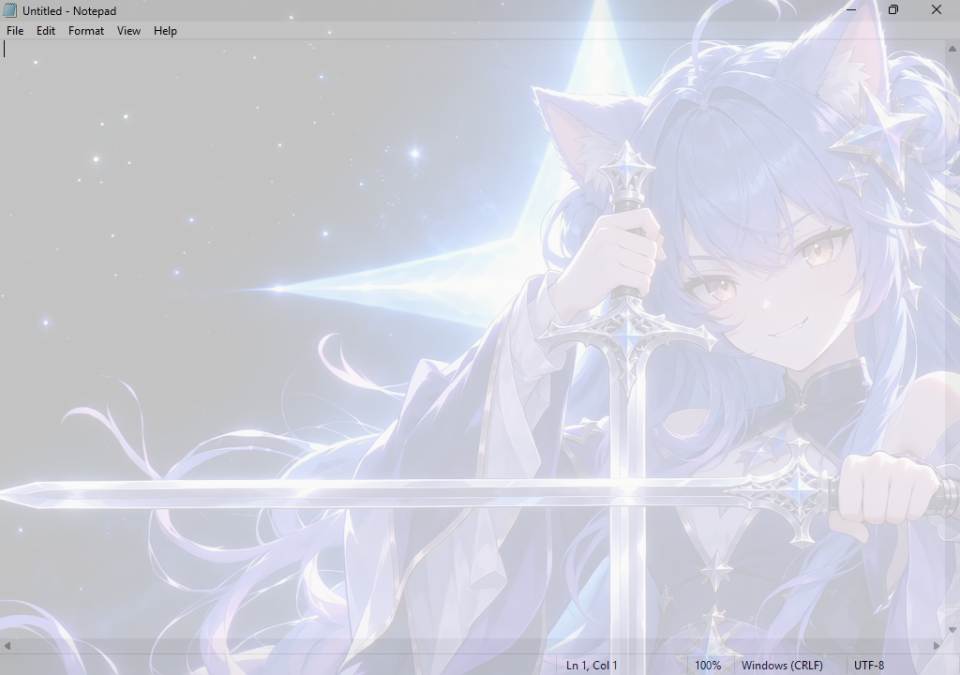 Untitled - Notepad
File Edit Format View Help
Ln 1, Col 1 100% Windows (CRLF) UTF-8